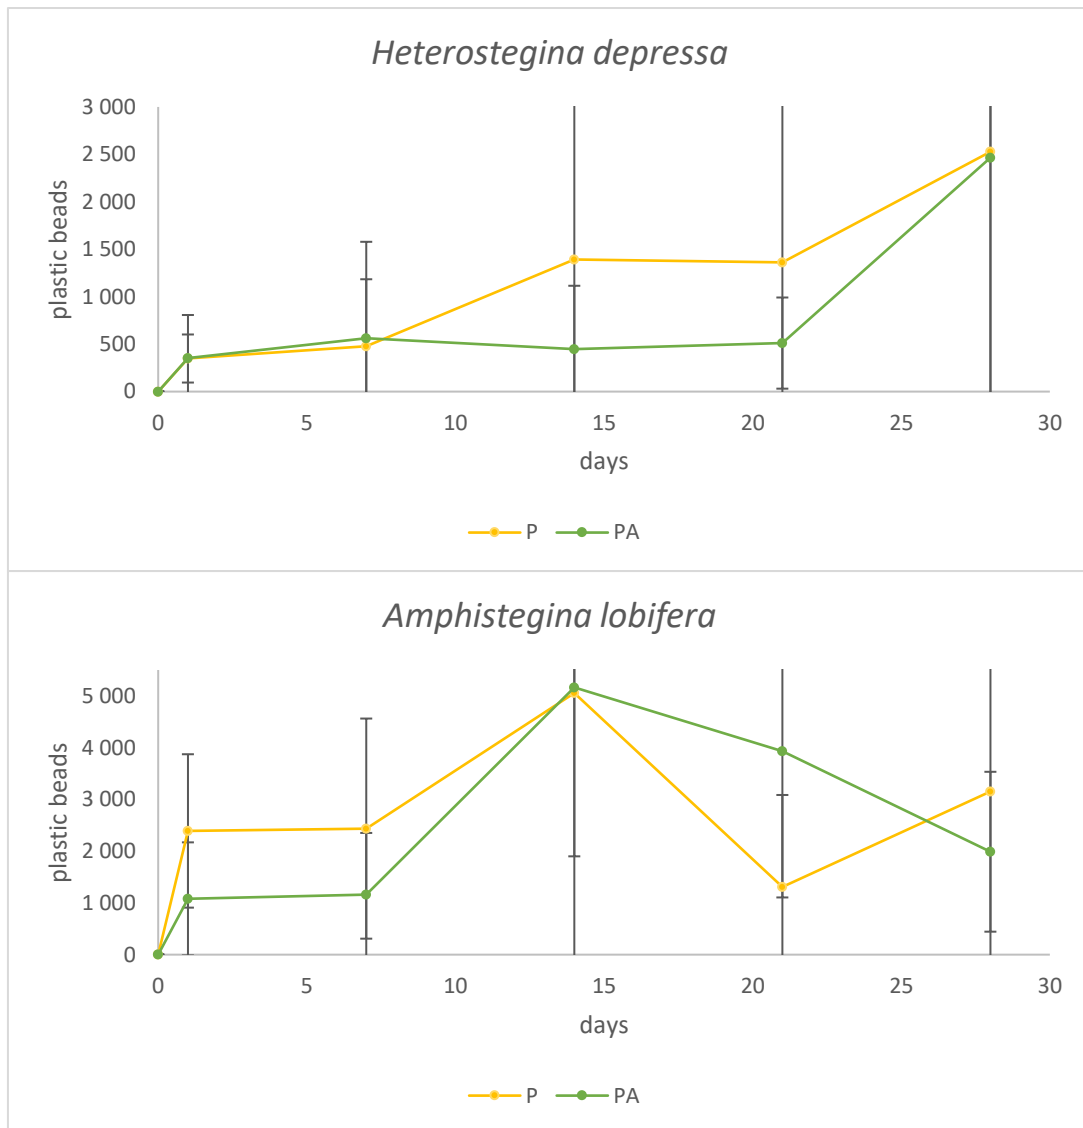 Heterostegina depressa
3 000
2 500
2 000
1 500
1 000
500
0
plastic beads
0 5 10 15 20 25 30
days
P PA
Amphistegina lobifera
5 000
4 000
3 000
2 000
1 000
0
plastic beads
0 5 10 15 20 25 30
days
P PA